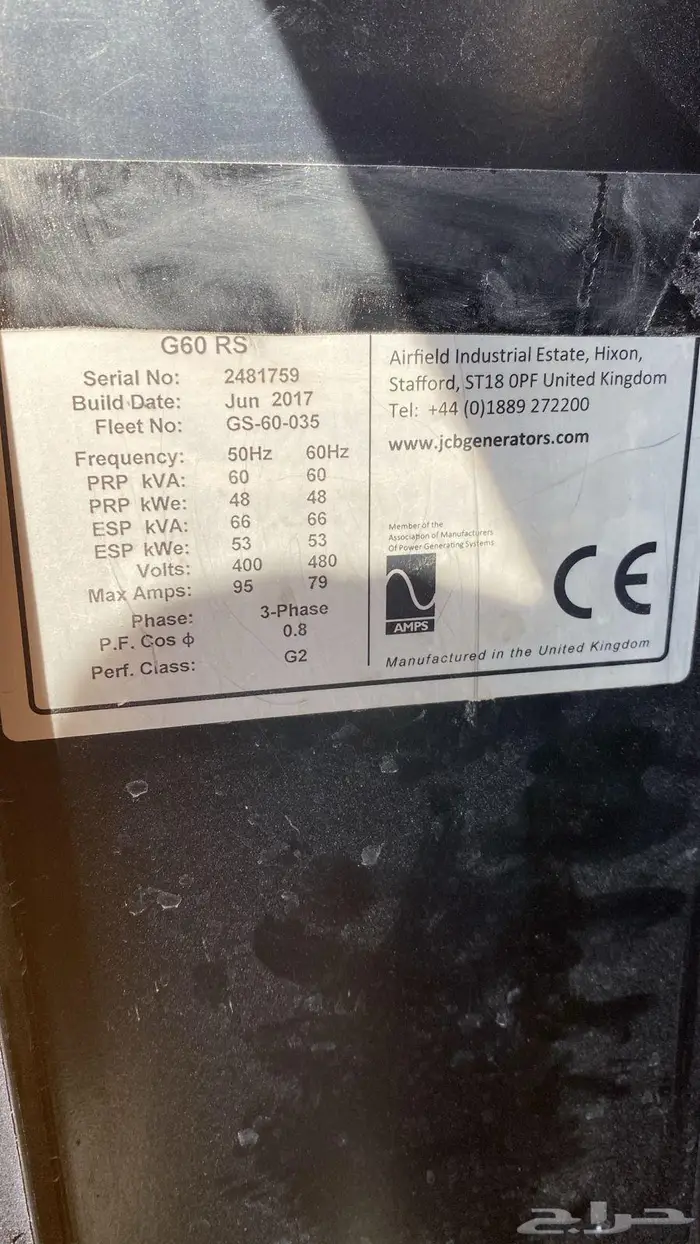 G60 RS
Serial No: 2481759
Build Date: Jun 2017
Fleet No: GS-60-035
Frequency: 50Hz 60Hz
PRP kVA: 60 60
PRP kWe: 48 48
ESP kVA: 66 66
ESP kWe: 53 53
Volts: 400 480
Max Amps: 95 79
Phase: 3-Phase
P.F. Cos ϕ 0.8
Perf. Class: G2
Airfield Industrial Estate, Hixon,
Stafford, ST18 0PF United Kingdom
Tel: +44 (0)1889 272200
www.jcbgenerators.com
Member of the
Association of Manufacturers
Of Power Generating Systems
AMPS
CE
Manufactured in the United Kingdom
حراج